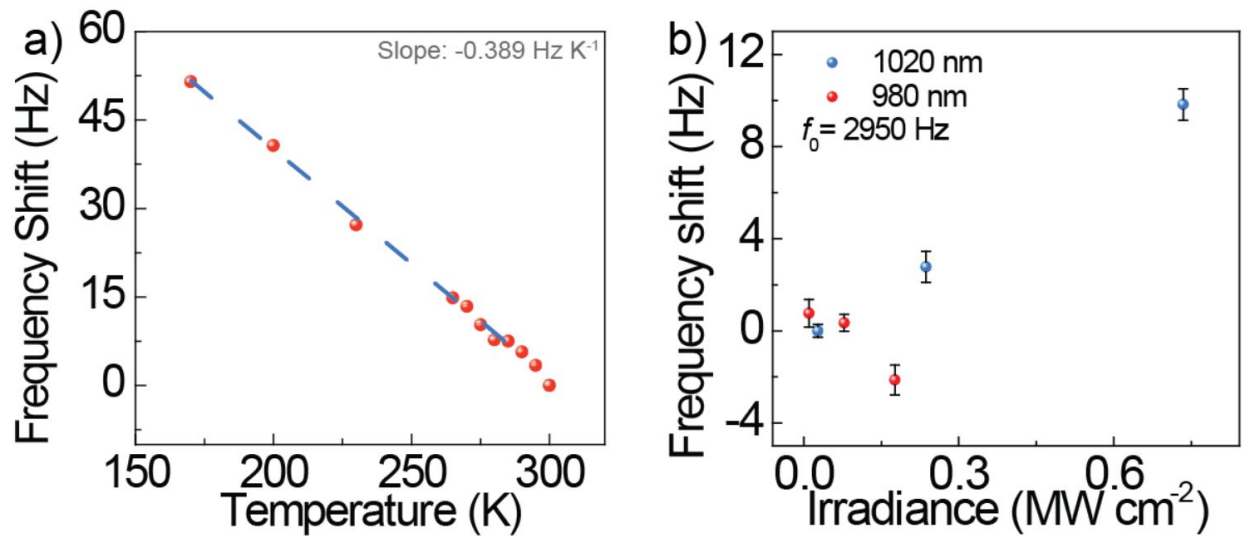 a)
Slope: -0.389 Hz K⁻¹
Frequency Shift (Hz)
60
45
30
15
0
150
200
250
300
Temperature (K)
b)
1020 nm
980 nm
f₀= 2950 Hz
Frequency shift (Hz)
12
8
4
0
-4
0.0
0.3
0.6
Irradiance (MW cm⁻²)